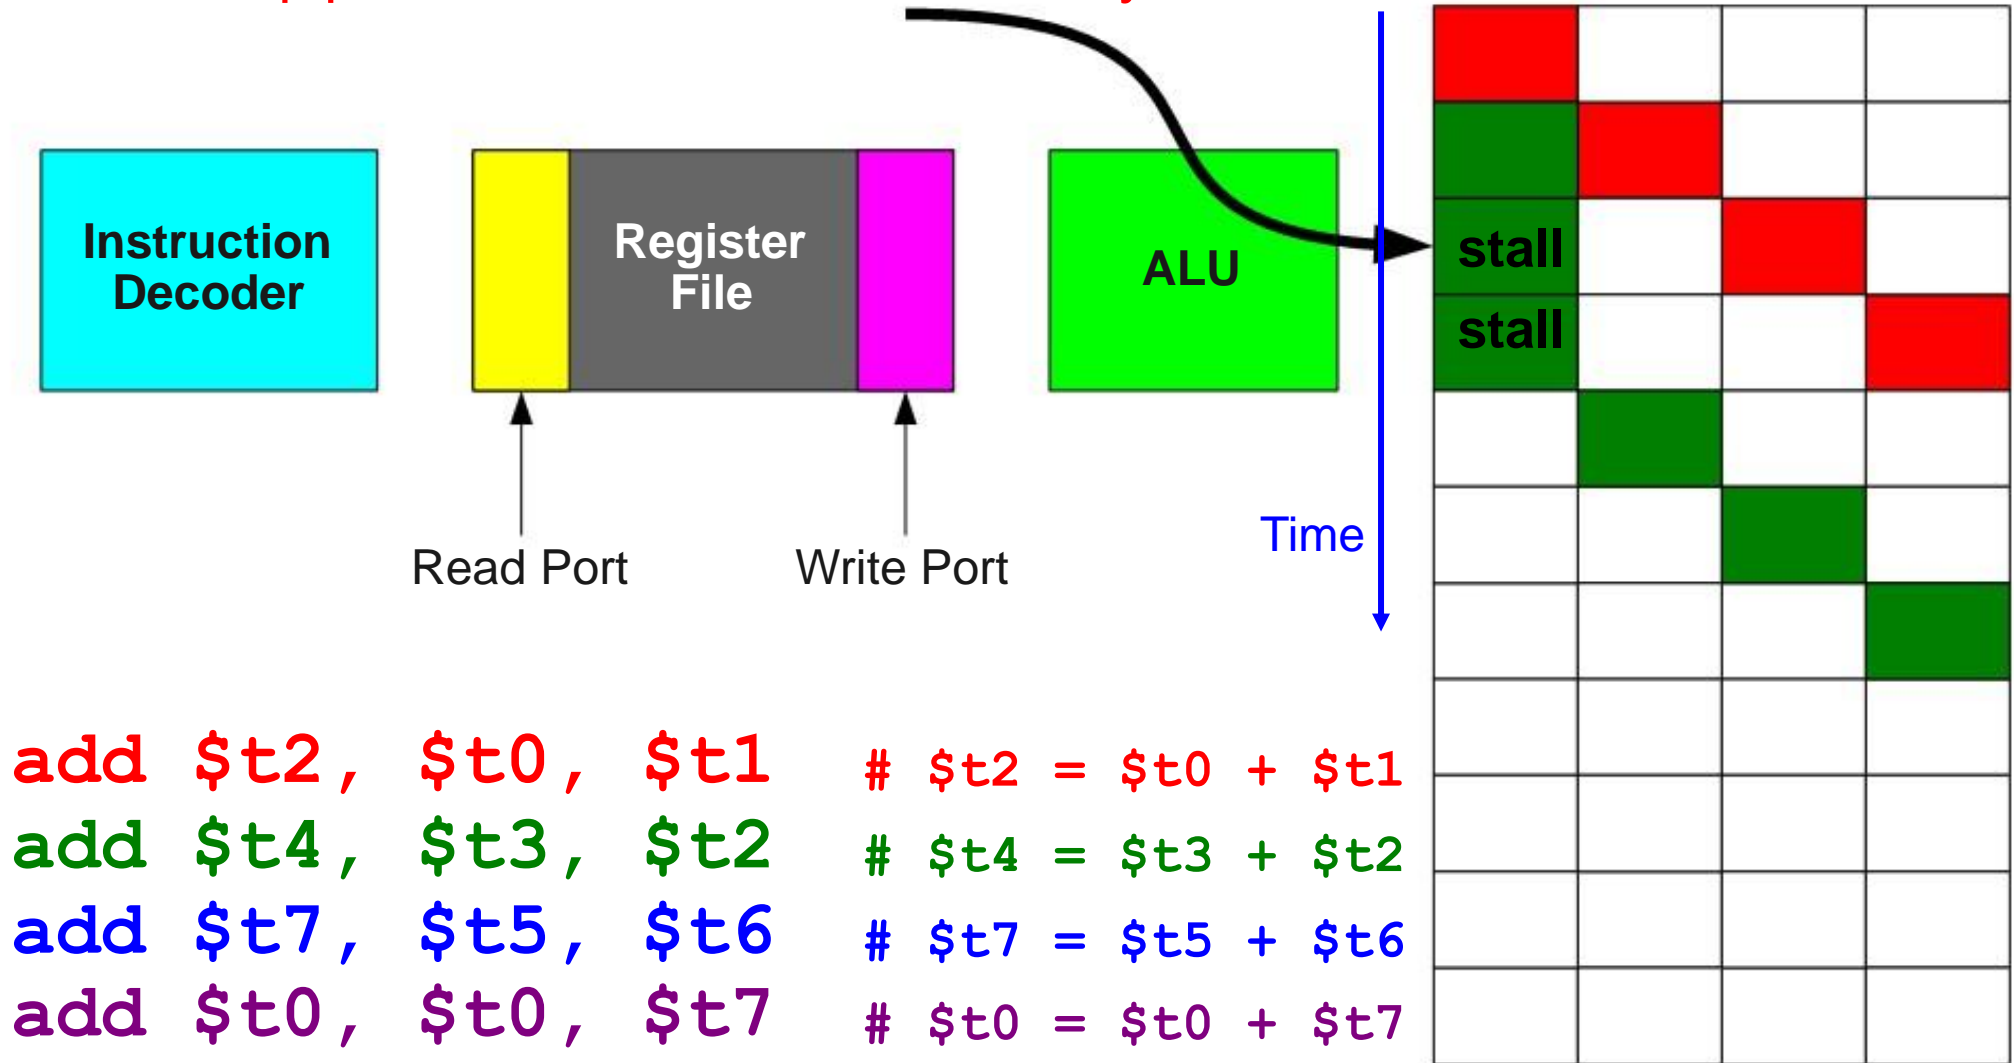 Instruction
Decoder
Register
File
ALU
stall
stall
Read Port
Write Port
Time
add $t2, $t0, $t1 # $t2 = $t0 + $t1
add $t4, $t3, $t2 # $t4 = $t3 + $t2
add $t7, $t5, $t6 # $t7 = $t5 + $t6
add $t0, $t0, $t7 # $t0 = $t0 + $t7